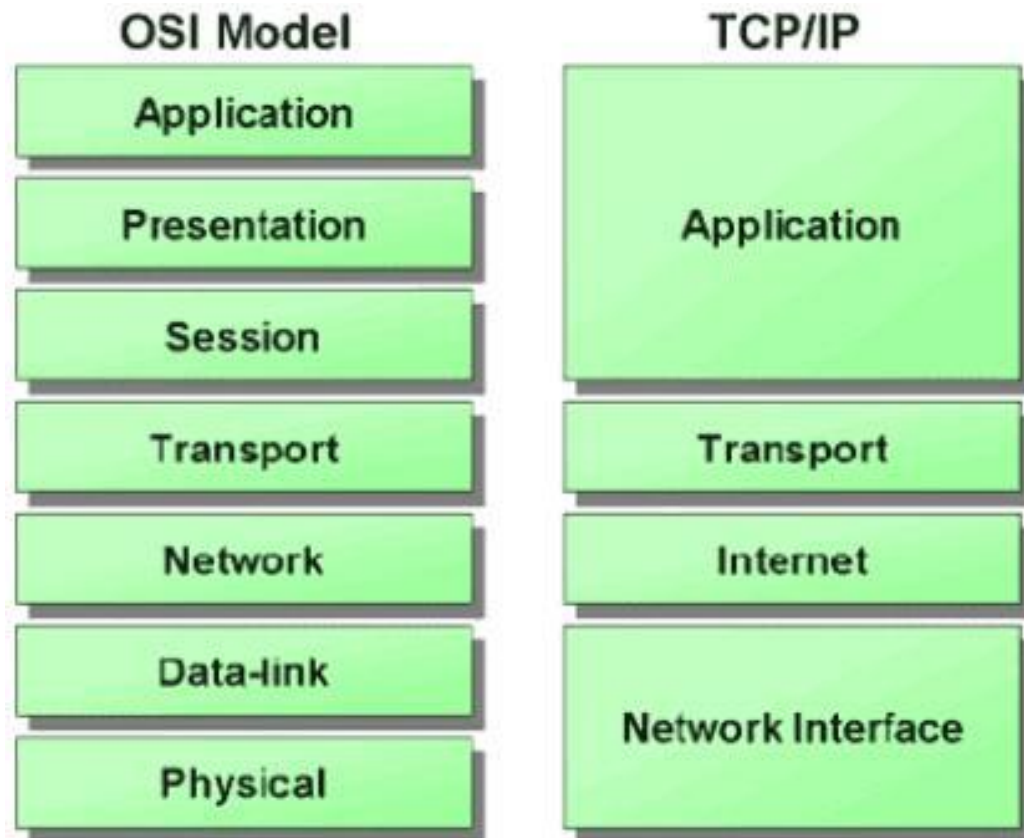 OSI Model
Application
Presentation
Session
Transport
Network
Data-link
Physical
TCP/IP
Application
Transport
Internet
Network Interface